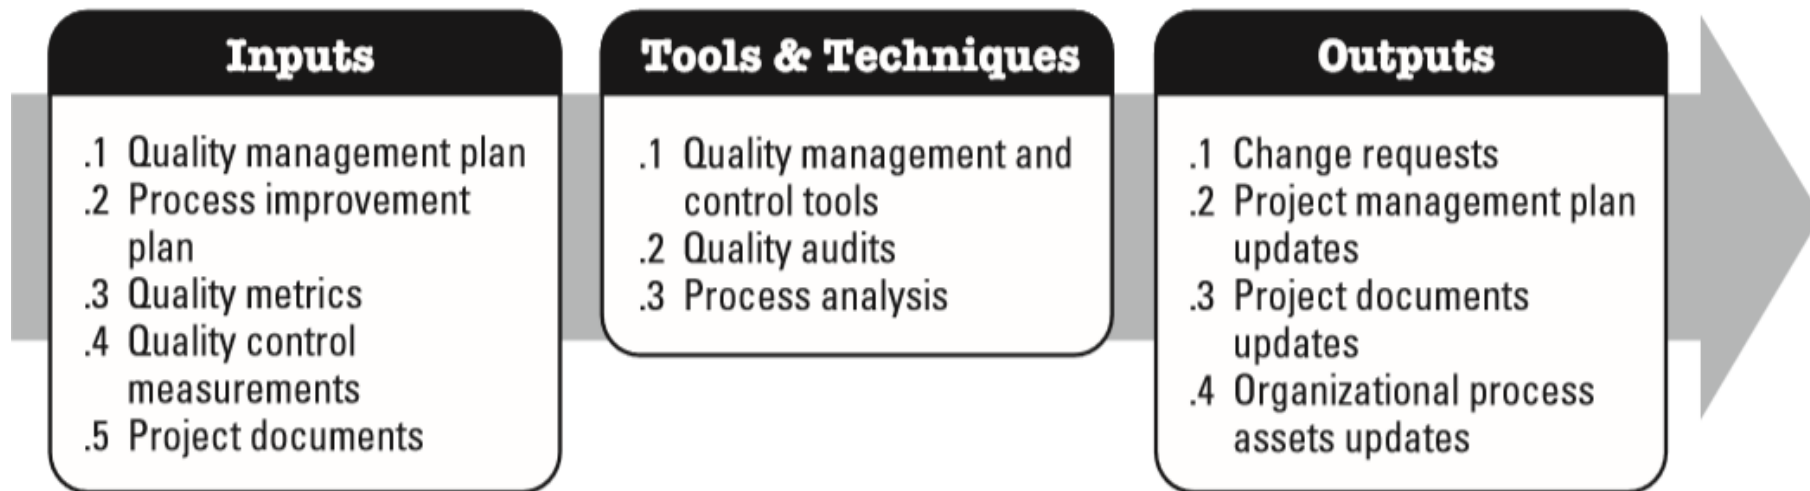 Inputs
.1 Quality management plan
.2 Process improvement
plan
.3 Quality metrics
.4 Quality control
measurements
.5 Project documents
Tools & Techniques
.1 Quality management and
control tools
.2 Quality audits
.3 Process analysis
Outputs
.1 Change requests
.2 Project management plan
updates
.3 Project documents
updates
.4 Organizational process
assets updates